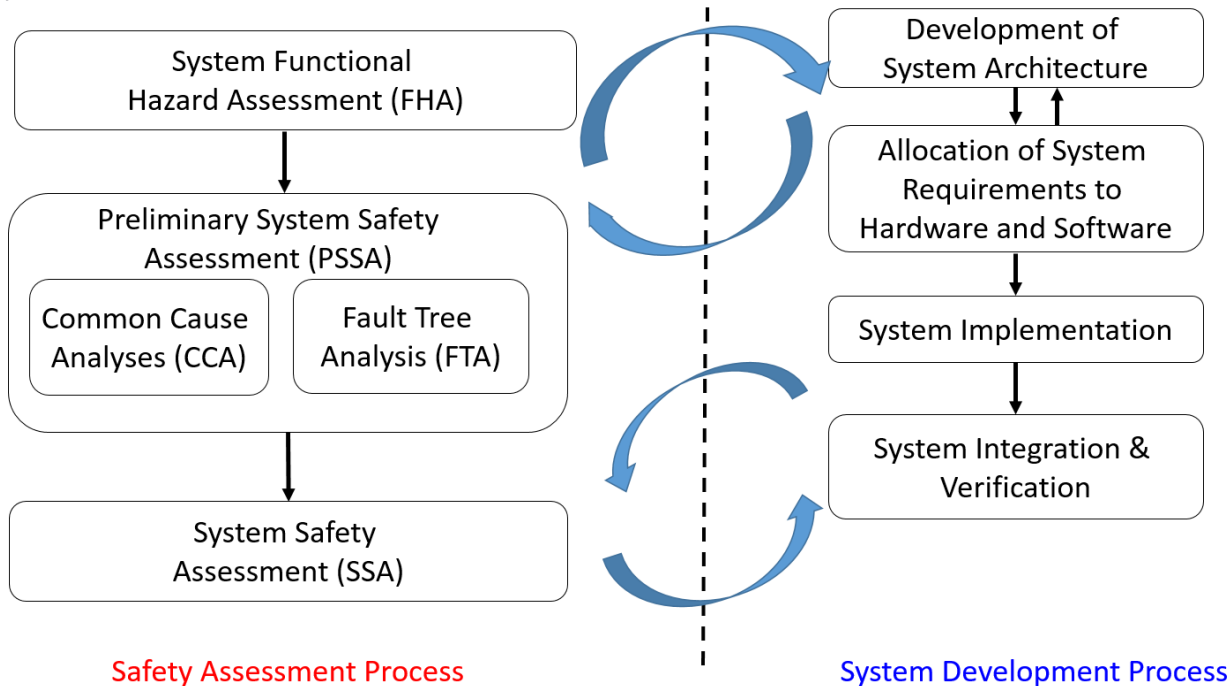 System Functional
Hazard Assessment (FHA)
Preliminary System Safety
Assessment (PSSA)
Common Cause
Analyses (CCA)
Fault Tree
Analysis (FTA)
System Safety
Assessment (SSA)
Safety Assessment Process
Development of
System Architecture
Allocation of System
Requirements to
Hardware and Software
System Implementation
System Integration &
Verification
System Development Process